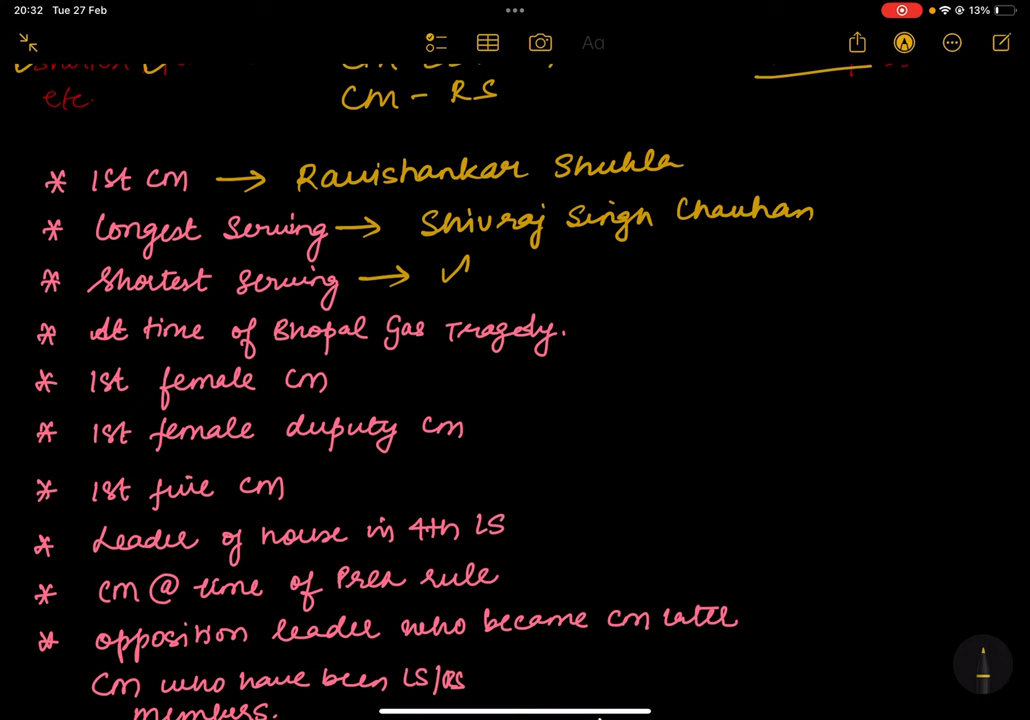 20:32 Tue 27 Feb
13%
Aa
etc.
CM - RS
* 1st CM → Ravishankar Shukla
* Longest Serving → Shivraj Singh Chauhan
* Shortest Serving →
* At time of Bhopal Gas Tragedy.
* 1st female CM
* 1st female duputy CM
* 1st five CM
* Leader of house in 4th LS
* CM @ time of Pres rule
* opposition leader who became CM later
CM who have been LS/RS
members.